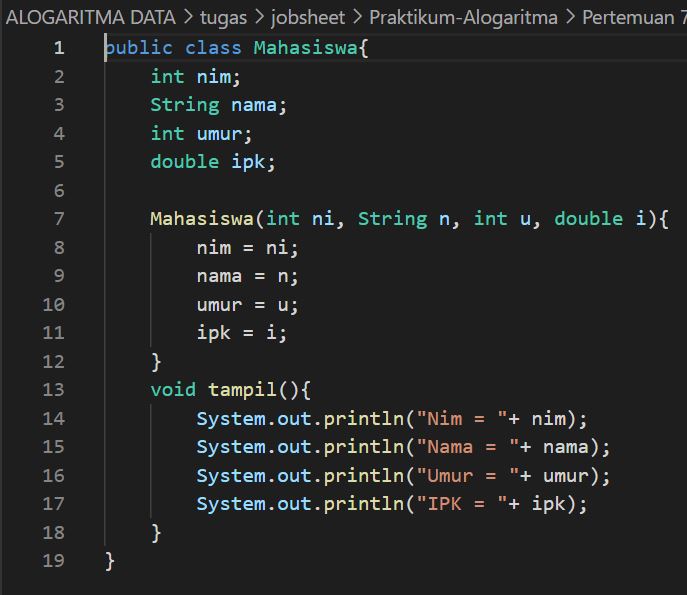 ALOGARITMA DATA > tugas > jobsheet > Praktikum-Alogaritma > Pertemuan 7
1 public class Mahasiswa{
2     int nim;
3     String nama;
4     int umur;
5     double ipk;
6
7     Mahasiswa(int ni, String n, int u, double i){
8         nim = ni;
9         nama = n;
10         umur = u;
11         ipk = i;
12     }
13     void tampil(){
14         System.out.println("Nim = "+ nim);
15         System.out.println("Nama = "+ nama);
16         System.out.println("Umur = "+ umur);
17         System.out.println("IPK = "+ ipk);
18     }
19 }